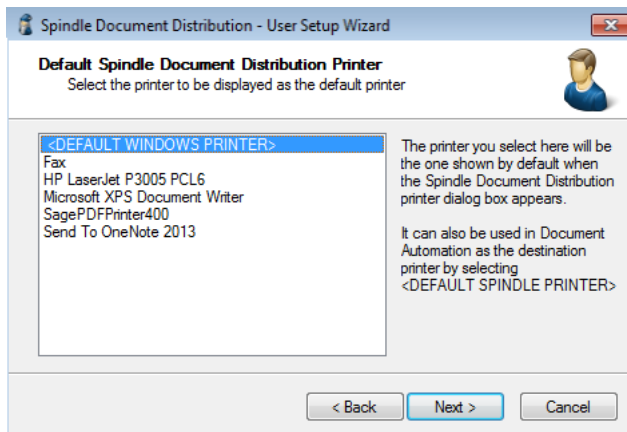 Spindle Document Distribution - User Setup Wizard
Default Spindle Document Distribution Printer
Select the printer to be displayed as the default printer
<DEFAULT WINDOWS PRINTER>
Fax
HP LaserJet P3005 PCL6
Microsoft XPS Document Writer
SagePDFPrinter400
Send To OneNote 2013
The printer you select here will be
the one shown by default when
the Spindle Document Distribution
printer dialog box appears.
It can also be used in Document
Automation as the destination
printer by selecting
<DEFAULT SPINDLE PRINTER>
< Back
Next >
Cancel